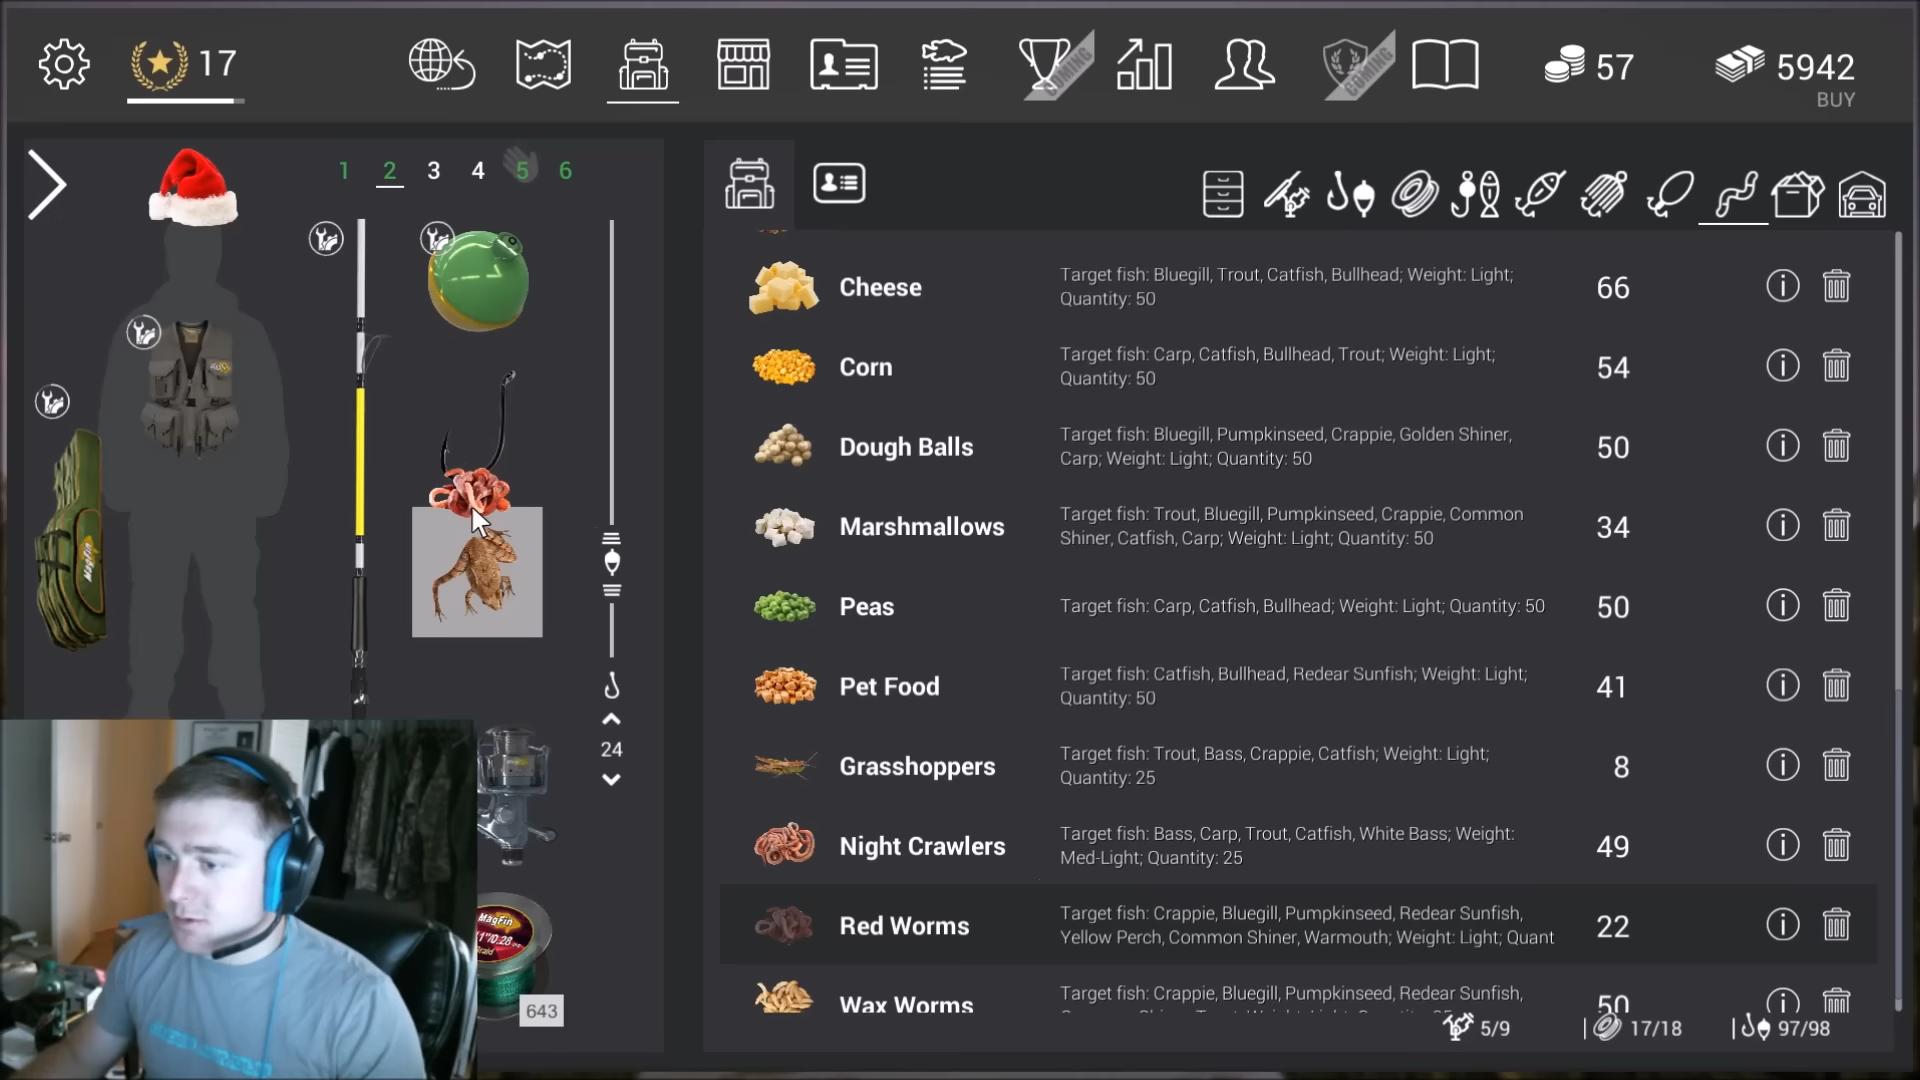 17
COMING
COMING
57
5942
BUY
1 2 3 4 5 6
Cheese
Target fish: Bluegill, Trout, Catfish, Bullhead; Weight: Light;
Quantity: 50
66
Corn
Target fish: Carp, Catfish, Bullhead, Trout; Weight: Light;
Quantity: 50
54
Dough Balls
Target fish: Bluegill, Pumpkinseed, Crappie, Golden Shiner,
Carp; Weight: Light; Quantity: 50
50
Marshmallows
Target fish: Trout, Bluegill, Pumpkinseed, Crappie, Common
Shiner, Catfish, Carp; Weight: Light; Quantity: 50
34
Peas
Target fish: Carp, Catfish, Bullhead; Weight: Light; Quantity: 50
50
Pet Food
Target fish: Catfish, Bullhead, Redear Sunfish; Weight: Light;
Quantity: 50
41
Grasshoppers
Target fish: Trout, Bass, Crappie, Catfish; Weight: Light;
Quantity: 25
8
Night Crawlers
Target fish: Bass, Carp, Trout, Catfish, White Bass; Weight:
Med-Light; Quantity: 25
49
Red Worms
Target fish: Crappie, Bluegill, Pumpkinseed, Redear Sunfish,
Yellow Perch, Common Shiner, Warmouth; Weight: Light; Quant
22
Wax Worms
Target fish: Crappie, Bluegill, Pumpkinseed, Redear Sunfish,
50
5/9
17/18
97/98
24
MagFin
MagFin
643